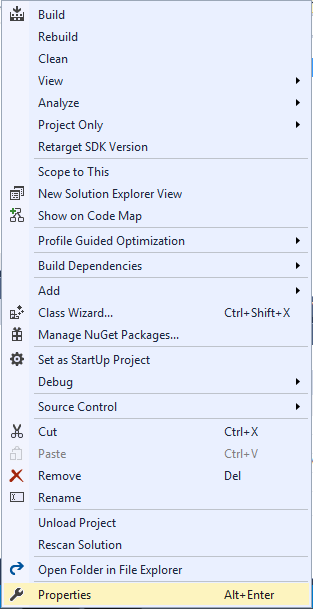 Build
Rebuild
Clean
View
Analyze
Project Only
Retarget SDK Version
Scope to This
New Solution Explorer View
Show on Code Map
Profile Guided Optimization
Build Dependencies
Add
Class Wizard... Ctrl+Shift+X
Manage NuGet Packages...
Set as StartUp Project
Debug
Source Control
Cut Ctrl+X
Paste Ctrl+V
Remove Del
Rename
Unload Project
Rescan Solution
Open Folder in File Explorer
Properties Alt+Enter